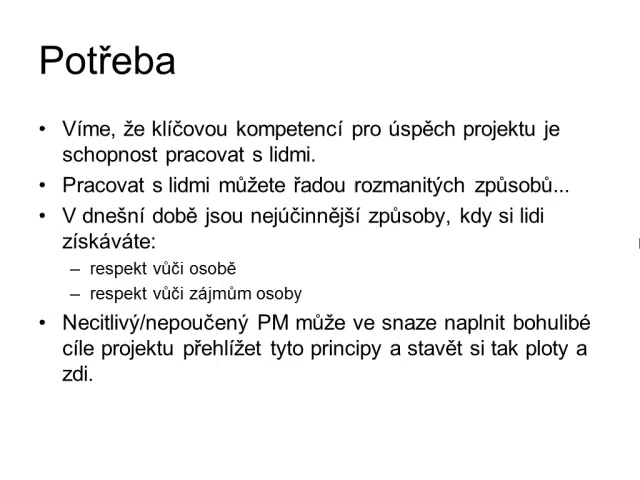 Potřeba
• Víme, že klíčovou kompetencí pro úspěch projektu je
schopnost pracovat s lidmi.
• Pracovat s lidmi můžete řadou rozmanitých způsobů...
• V dnešní době jsou nejúčinnější způsoby, kdy si lidi
získáváte:
– respekt vůči osobě
– respekt vůči zájmům osoby
• Necitlivý/nepoučený PM může ve snaze naplnit bohulibé
cíle projektu přehlížet tyto principy a stavět si tak ploty a
zdi.